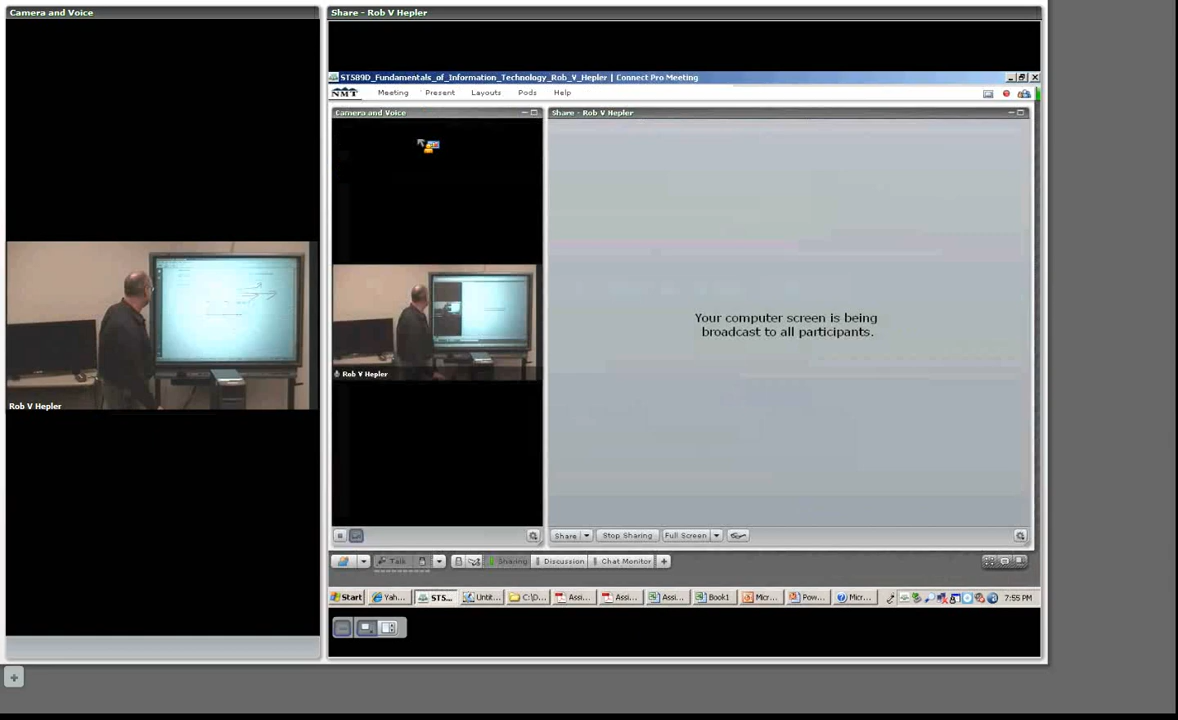 Camera and Voice
Share - Rob V Hepler
ST589D_Fundamentals_of_Information_Technology_Rob_V_Hepler | Connect Pro Meeting
NMT Meeting Present Layouts Pods Help
Camera and Voice
Share - Rob V Hepler
Your computer screen is being
broadcast to all participants.
Rob V Hepler
Rob V Hepler
Share Stop Sharing Full Screen
Talk Sharing Discussion Chat Monitor +
Start Yah... ST5... Untit... C:\D... Assi... Assi... Assi... Book1 Micr... Pow... Micr... 7:55 PM